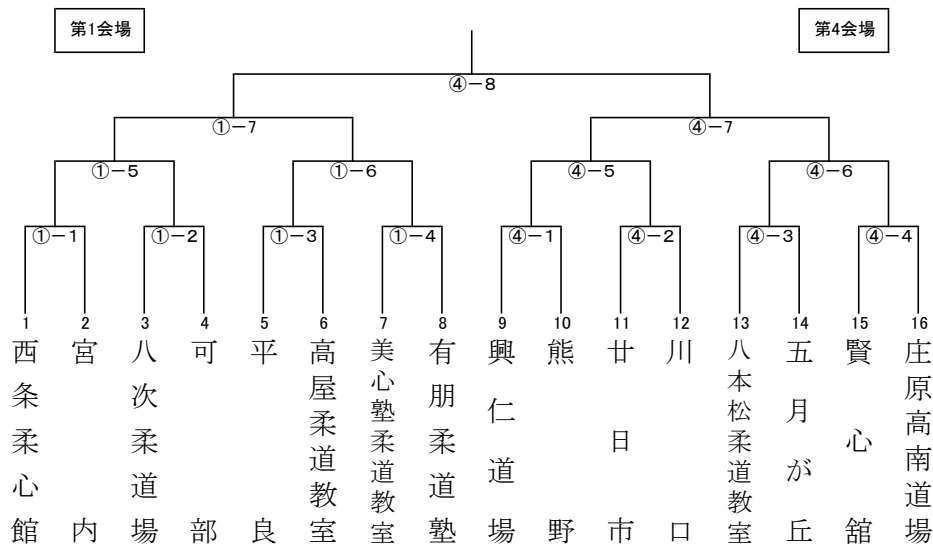 第1会場
第4会場
④-8
①-7
④-7
①-5
①-6
④-5
④-6
①-1
①-2
①-3
①-4
④-1
④-2
④-3
④-4
1
2
3
4
5
6
7
8
9
10
11
12
13
14
15
16
西条柔心館
宮内
八次柔道場
可部
平良
高屋柔道教室
美心塾柔道教室
有朋柔道塾
興仁道場
熊野
廿日市
川口
八本松柔道教室
五月が丘
賢心舘
庄原高南道場